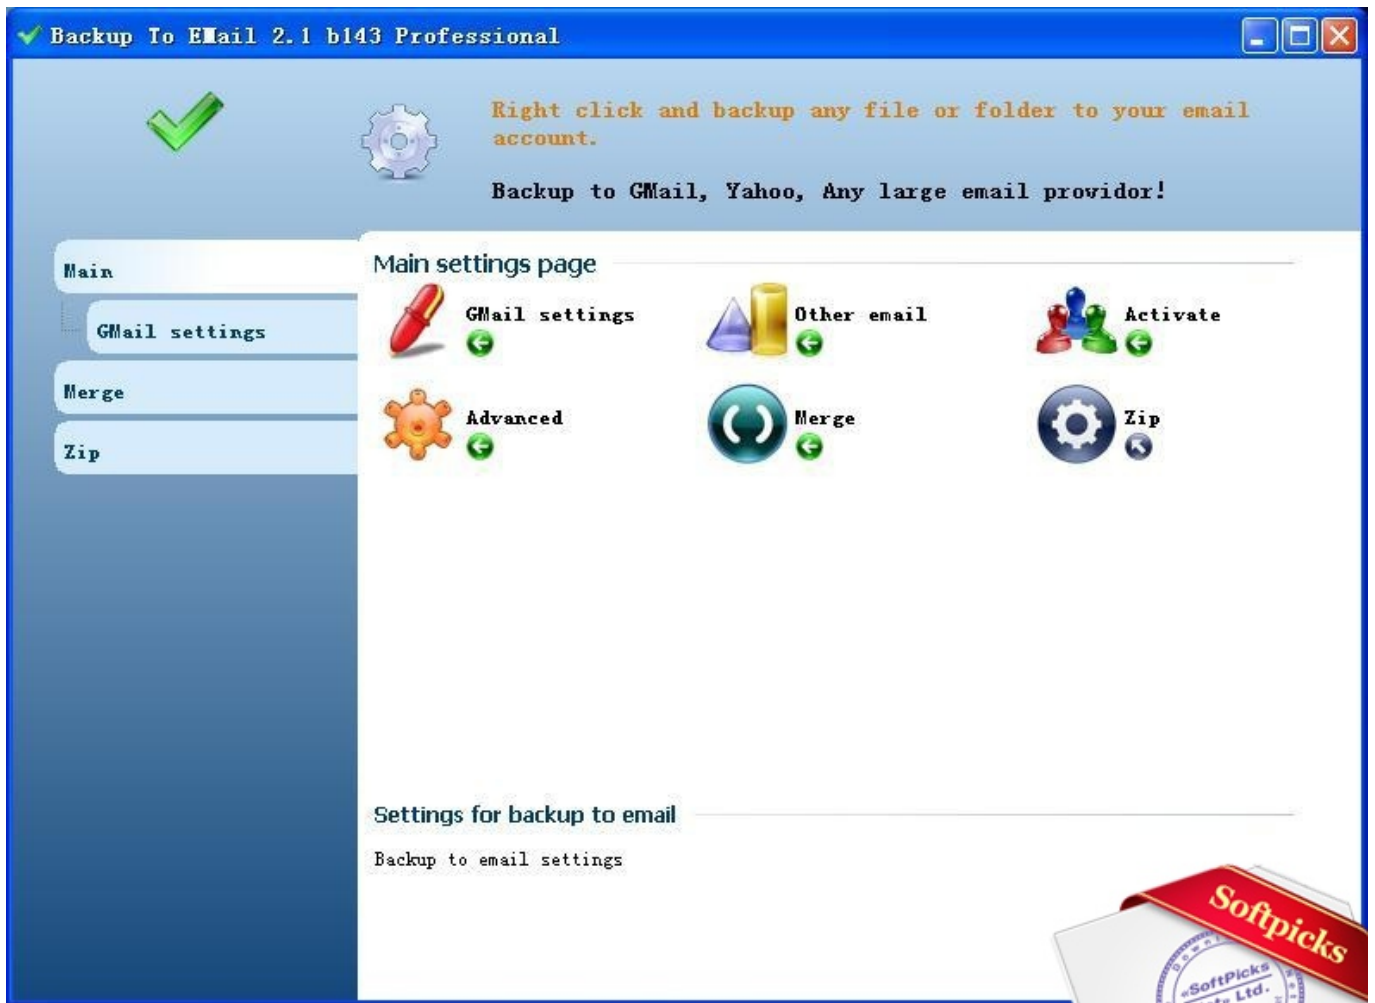 Backup To EMail 2.1 b143 Professional
Right click and backup any file or folder to your email
account.
Backup to GMail, Yahoo, Any large email providor!
Main
GMail settings
Merge
Zip
Main settings page
GMail settings
Other email
Activate
Advanced
Merge
Zip
Settings for backup to email
Backup to email settings
Softpicks
«SoftPicks
Ltd.